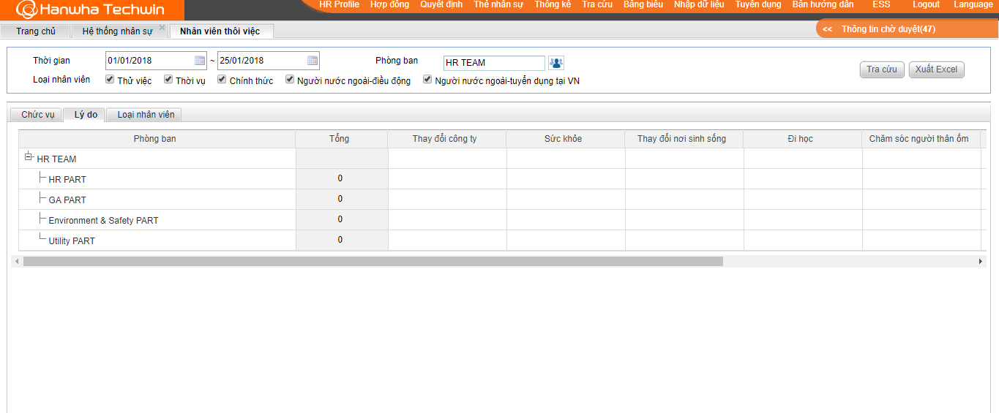 Hanwha Techwin
HR Profile Hợp đồng Quyết định Thẻ nhân sự Thống kê Tra cứu Bảng biểu Nhập dữ liệu Tuyển dụng Bản hướng dẫn ESS Logout Language
Trang chủ Hệ thống nhân sự Nhân viên thôi việc << Thông tin chờ duyệt(47)
Thời gian 01/01/2018 ~ 25/01/2018 Phòng ban HR TEAM
Tra cứu Xuất Excel
Loại nhân viên Thử việc Thời vụ Chính thức Người nước ngoài-điều động Người nước ngoài-tuyển dụng tại VN
Chức vụ Lý do Loại nhân viên
Phòng ban Tổng Thay đổi công ty Sức khỏe Thay đổi nơi sinh sống Đi học Chăm sóc người thân ốm
HR TEAM
HR PART 0
GA PART 0
Environment & Safety PART 0
Utility PART 0